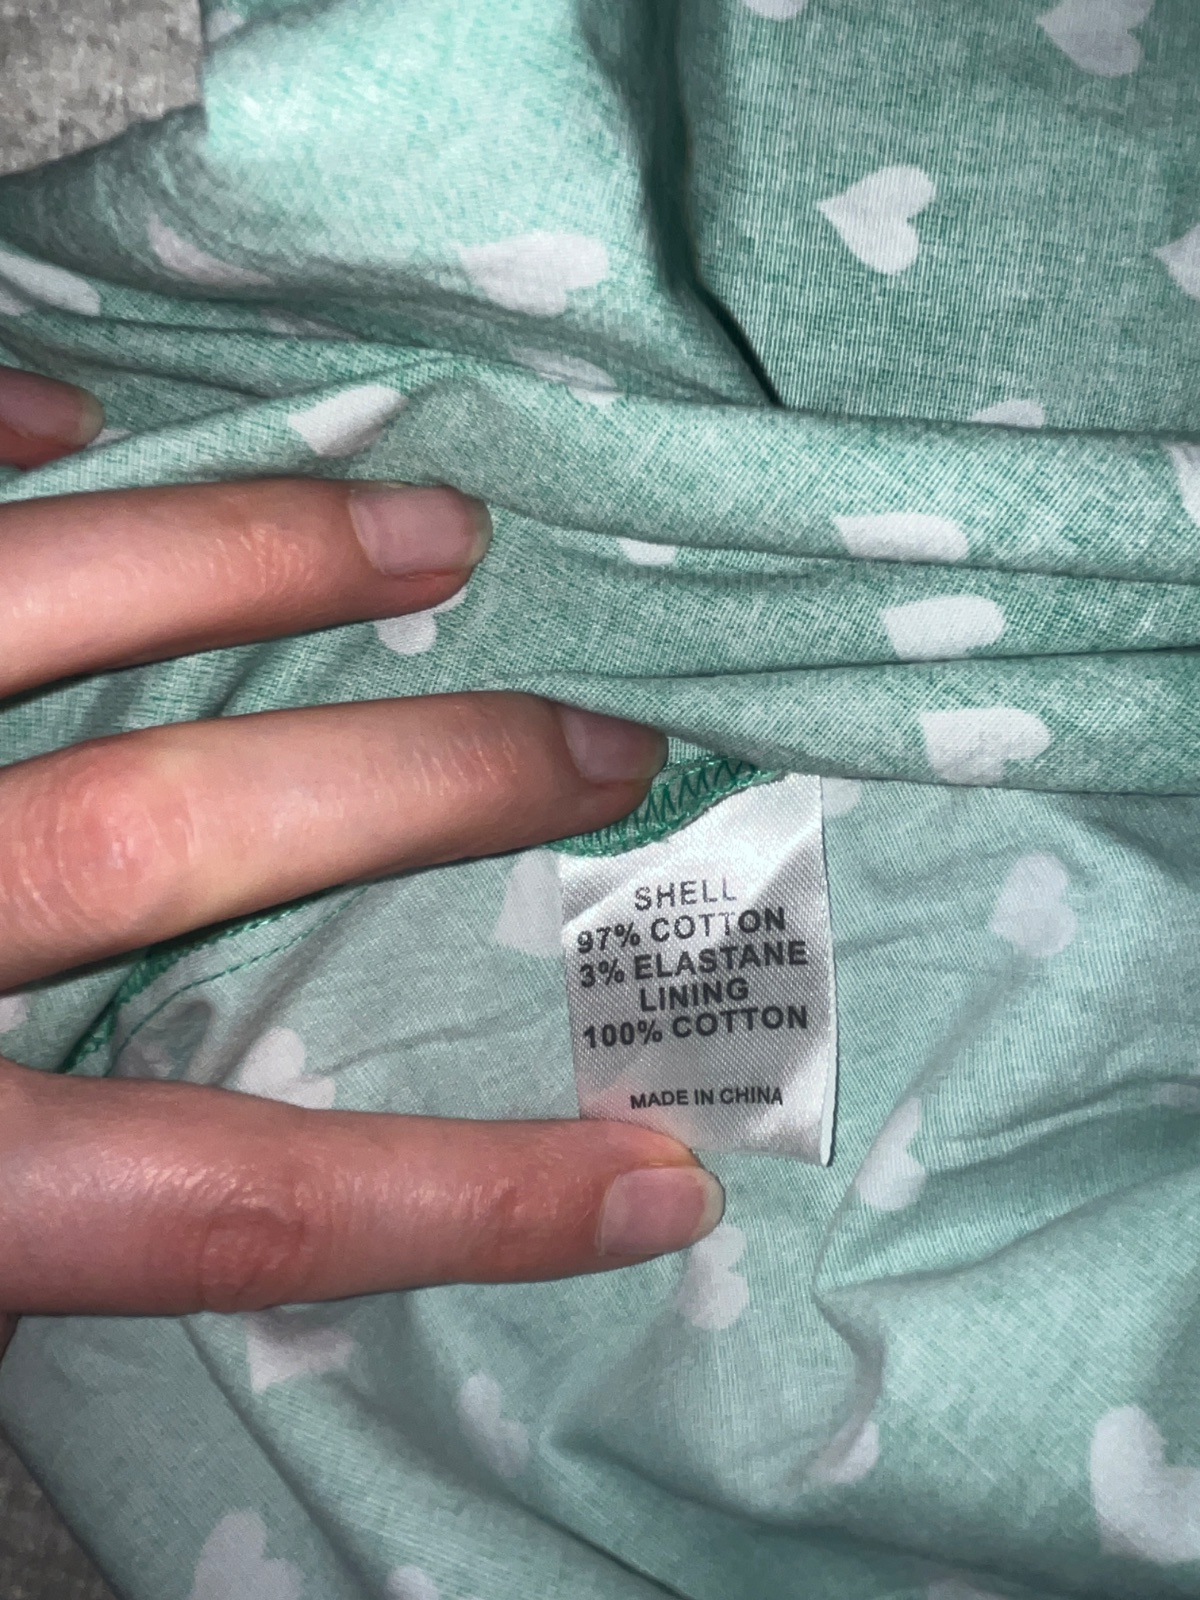 SHELL
97% COTTON
3% ELASTANE
LINING
100% COTTON
MADE IN CHINA